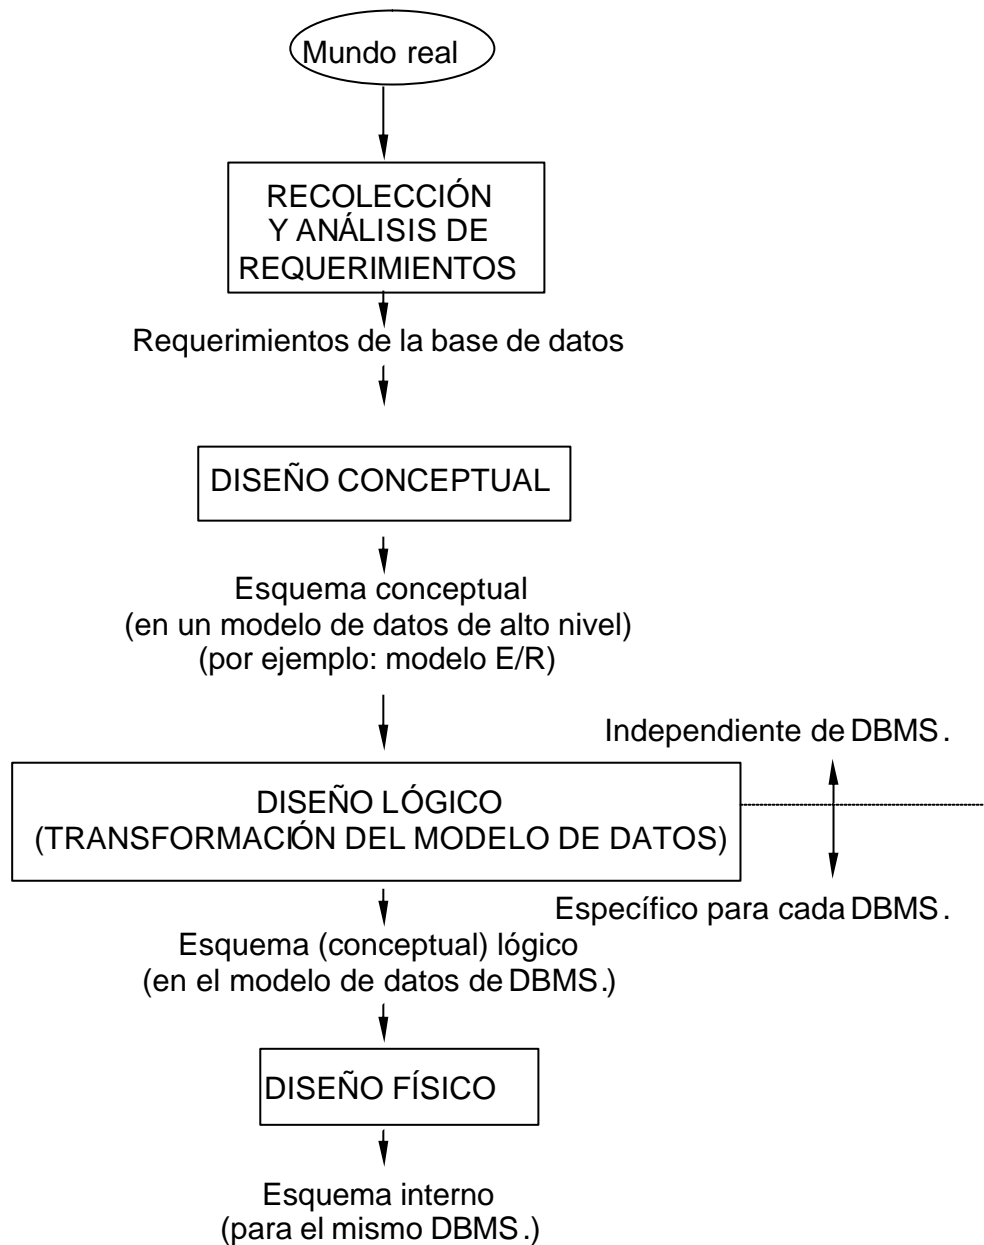 Mundo real
RECOLECCIÓN
Y ANÁLISIS DE
REQUERIMIENTOS
Requerimientos de la base de datos
DISEÑO CONCEPTUAL
Esquema conceptual
(en un modelo de datos de alto nivel)
(por ejemplo: modelo E/R)
Independiente de DBMS.
DISEÑO LÓGICO
(TRANSFORMACIÓN DEL MODELO DE DATOS)
Específico para cada DBMS.
Esquema (conceptual) lógico
(en el modelo de datos de DBMS.)
DISEÑO FÍSICO
Esquema interno
(para el mismo DBMS.)